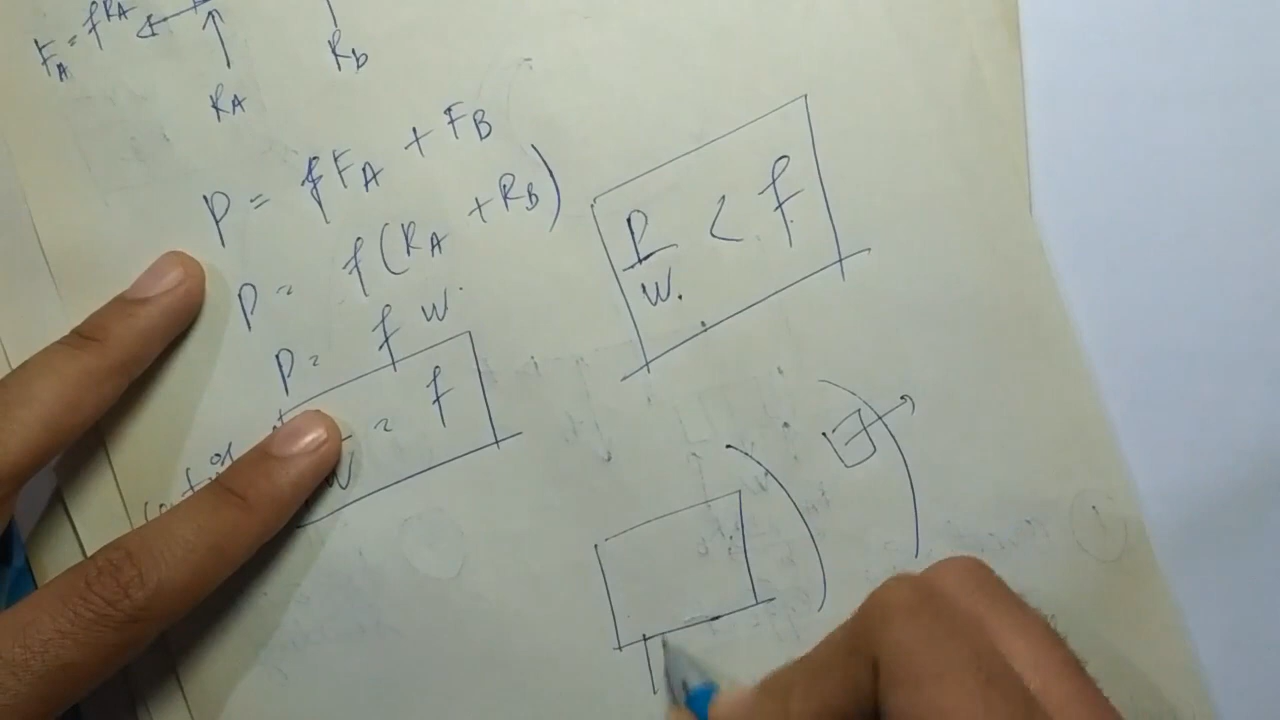 F_A = fR_A
R_A
R_b
P = fF_A + F_B
P = f(R_A + R_B)
P = f W.
W = f
P/W. < f